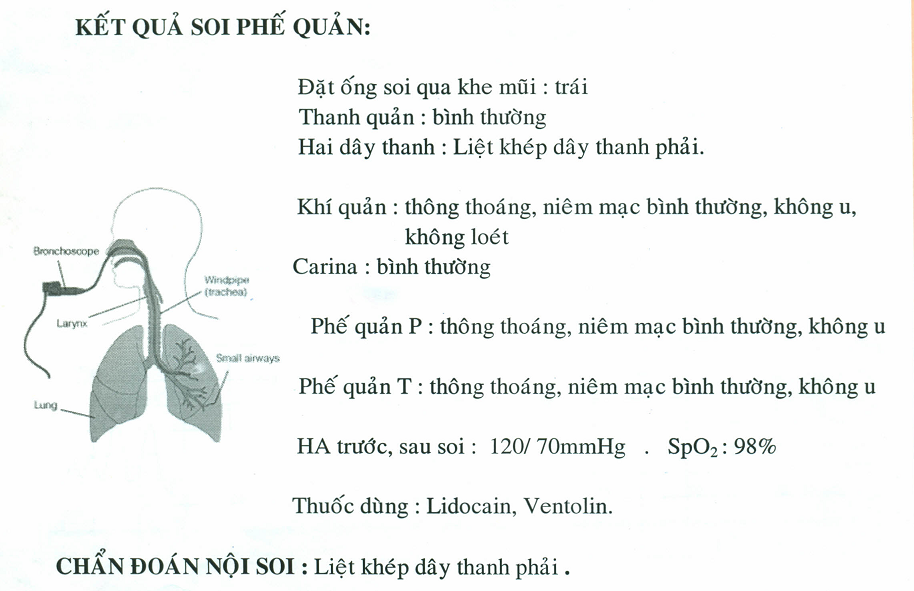 KẾT QUẢ SOI PHẾ QUẢN:
Đặt ống soi qua khe mũi : trái
Thanh quản : bình thường
Hai dây thanh : Liệt khép dây thanh phải.
Khí quản : thông thoáng, niêm mạc bình thường, không u,
không loét
Carina : bình thường
Bronchoscope
Windpipe
(trachea)
Larynx
Small airways
Lung
Phế quản P : thông thoáng, niêm mạc bình thường, không u
Phế quản T : thông thoáng, niêm mạc bình thường, không u
HA trước, sau soi : 120/ 70mmHg . SpO₂ : 98%
Thuốc dùng : Lidocain, Ventolin.
CHẨN ĐOÁN NỘI SOI : Liệt khép dây thanh phải .